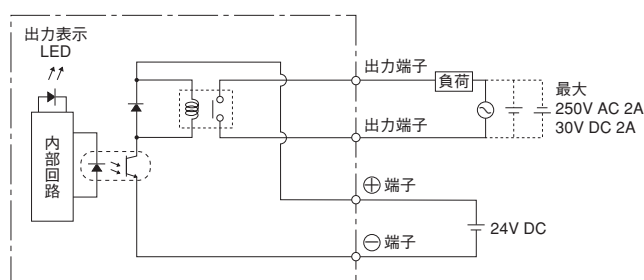 出力表示
LED
内部回路
出力端子
負荷
出力端子
最大
250V AC 2A
30V DC 2A
⊕ 端子
24V DC
⊖ 端子